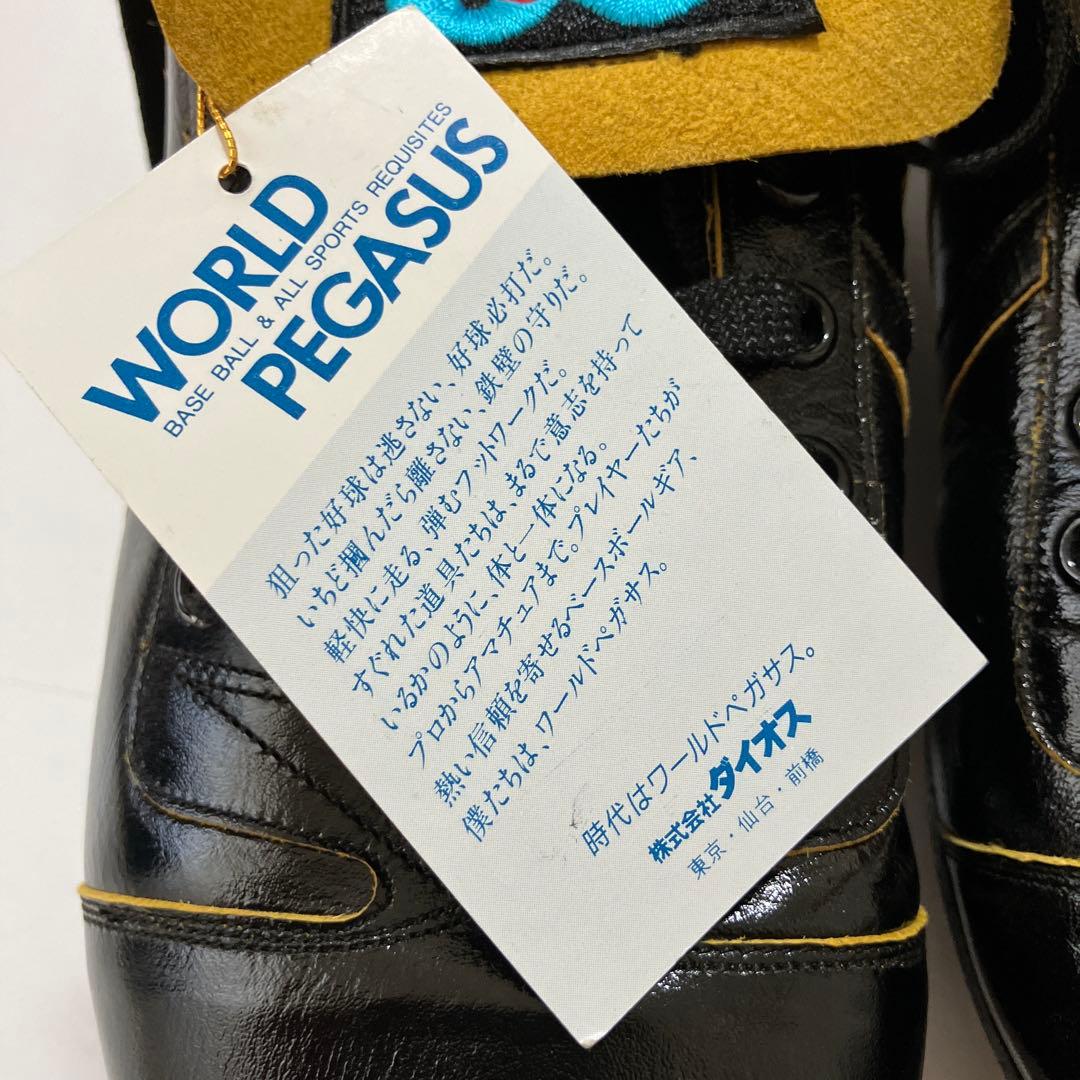 WORLD
BASE BALL & ALL SPORTS REQUISITES
PEGASUS
狙った好球は逃さない、好球必打だ。
いちど掴んだら離さない、鉄壁の守りだ。
軽快に走る、弾むフットワークだ。
すぐれた道具たちは、まるで意志を持って
いるかのように、体と一体になる。
プロからアマチュアまで。プレイヤーたちが
熱い信頼を寄せるベースボールギア、
僕たちは、ワールドペガサス。
時代はワールドペガサス。
株式会社ダイオス
東京・仙台・前橋